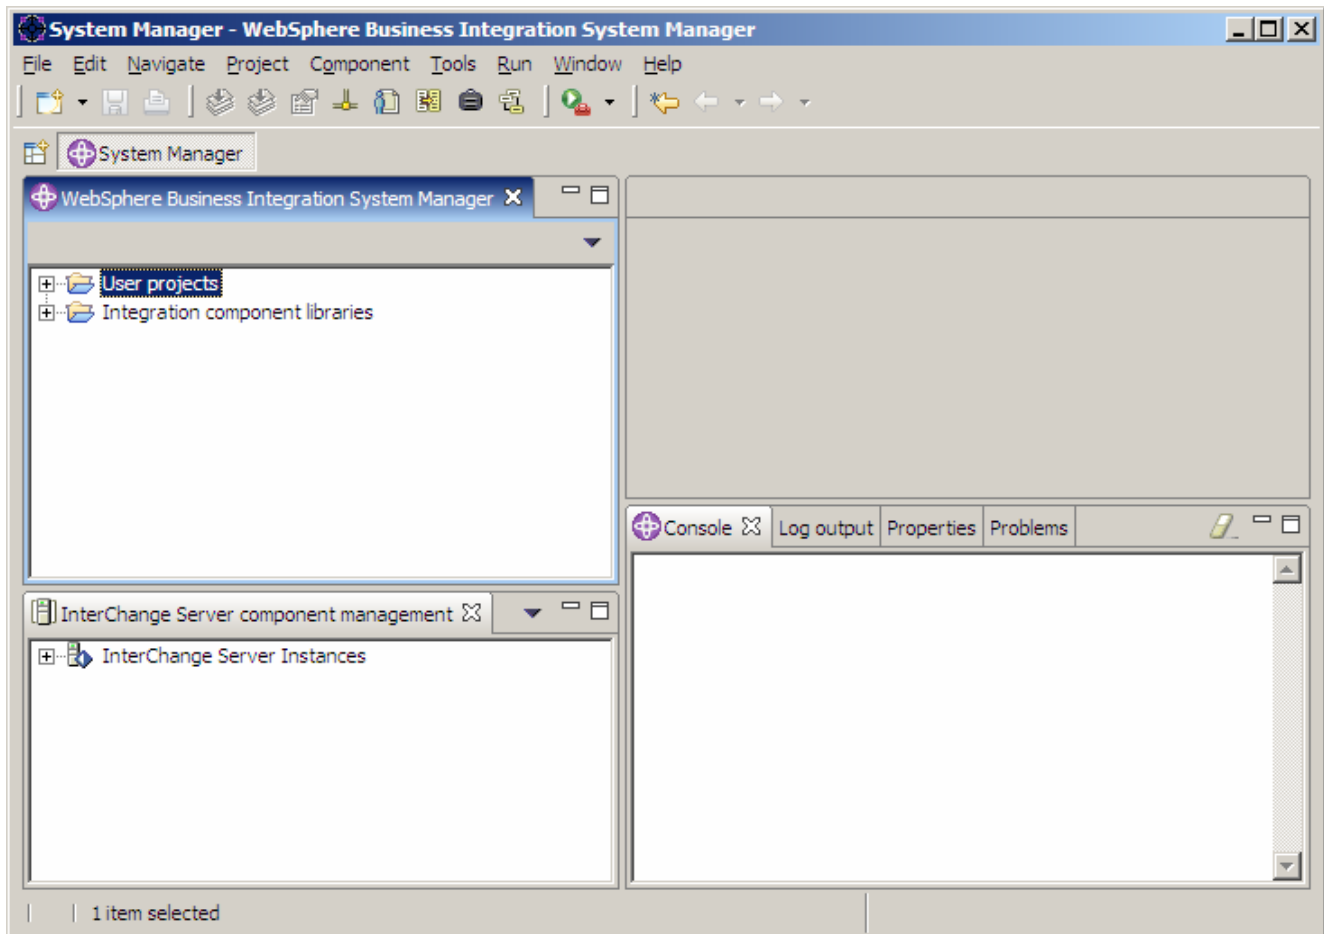 System Manager - WebSphere Business Integration System Manager
File Edit Navigate Project Component Tools Run Window Help
System Manager
WebSphere Business Integration System Manager
User projects
Integration component libraries
Console Log output Properties Problems
InterChange Server component management
InterChange Server Instances
1 item selected